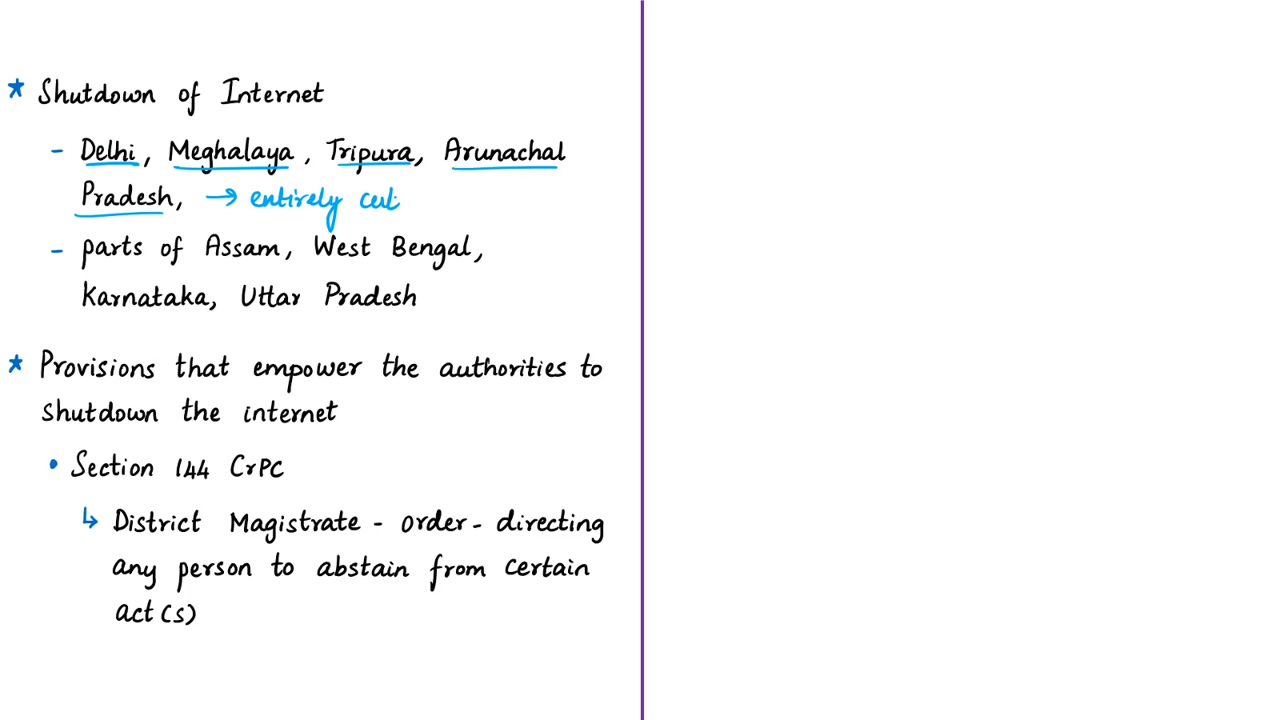 * Shutdown of Internet
- Delhi, Meghalaya, Tripura, Arunachal
Pradesh, → entirely cut
- parts of Assam, West Bengal,
Karnataka, Uttar Pradesh
* Provisions that empower the authorities to
shutdown the internet
• Section 144 CrPC
↳ District Magistrate - order - directing
any person to abstain from certain
act(s)